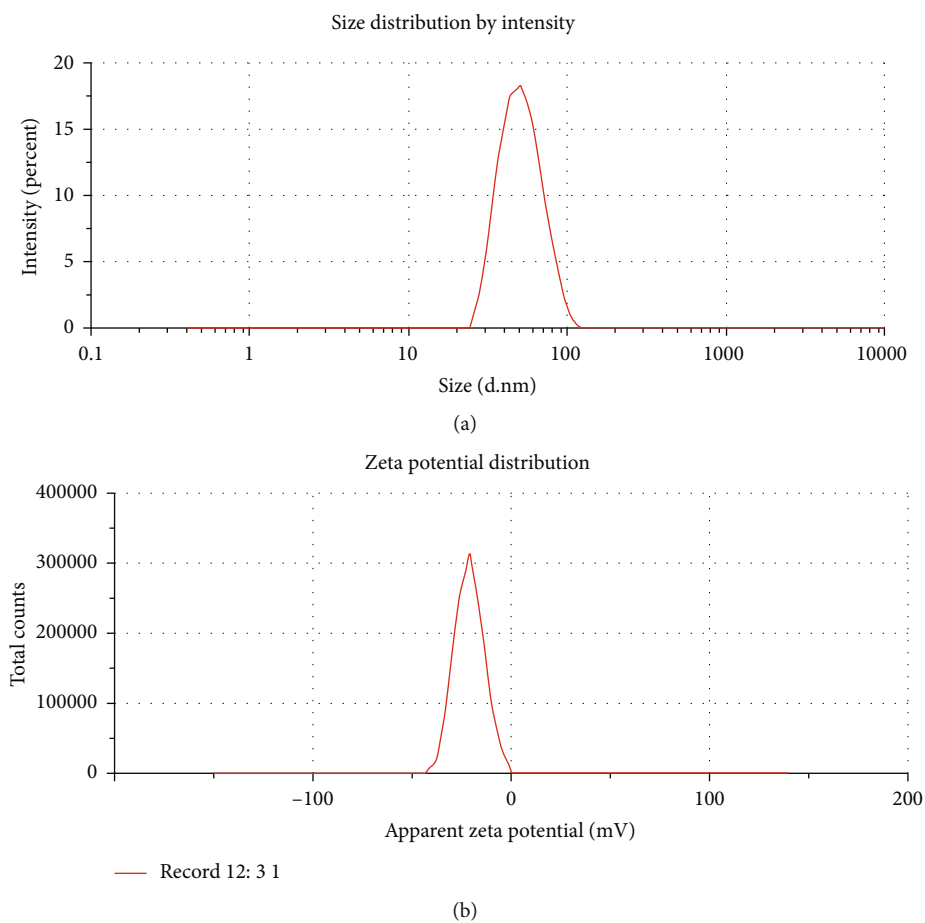 Size distribution by intensity
20
15
10
5
0
Intensity (percent)
0.1 1 10 100 1000 10000
Size (d.nm)
(a)
Zeta potential distribution
400000
300000
200000
100000
0
Total counts
−100 0 100 200
Apparent zeta potential (mV)
Record 12: 3 1
(b)